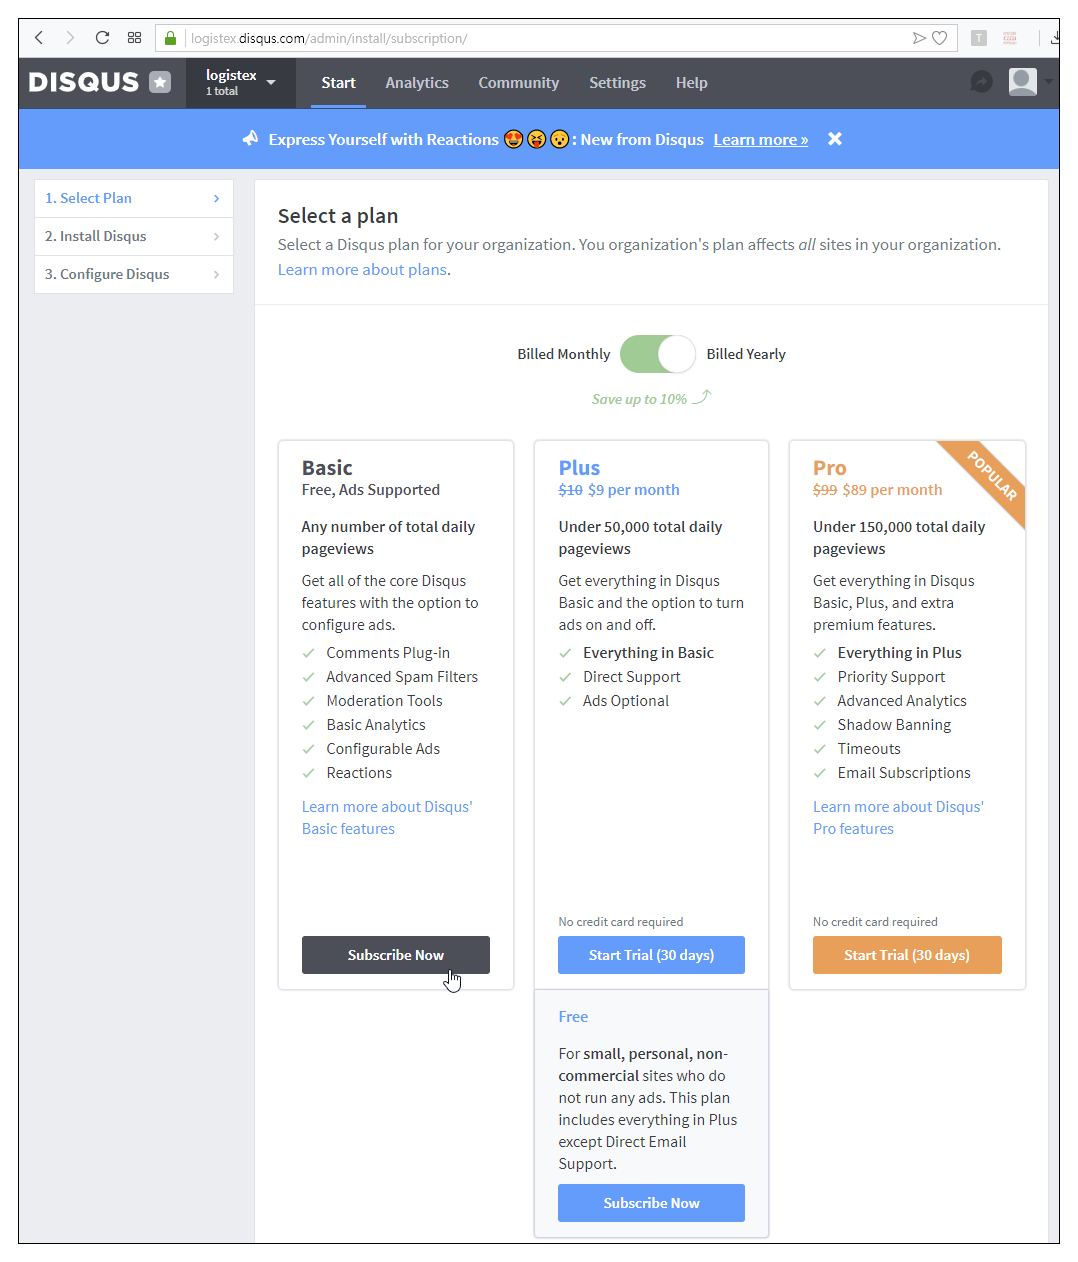 logistex.disqus.com/admin/install/subscription/
T
DISQUS
logistex
1 total
Start
Analytics
Community
Settings
Help
Express Yourself with Reactions 😍😝😯: New from Disqus Learn more »
1. Select Plan
2. Install Disqus
3. Configure Disqus
Select a plan
Select a Disqus plan for your organization. You organization's plan affects all sites in your organization.
Learn more about plans.
Billed Monthly
Billed Yearly
Save up to 10%
Basic
Free, Ads Supported
Any number of total daily
pageviews
Get all of the core Disqus
features with the option to
configure ads.
Comments Plug-in
Advanced Spam Filters
Moderation Tools
Basic Analytics
Configurable Ads
Reactions
Learn more about Disqus'
Basic features
Subscribe Now
Plus
$10 $9 per month
Under 50,000 total daily
pageviews
Get everything in Disqus
Basic and the option to turn
ads on and off.
Everything in Basic
Direct Support
Ads Optional
No credit card required
Start Trial (30 days)
Free
For small, personal, non-
commercial sites who do
not run any ads. This plan
includes everything in Plus
except Direct Email
Support.
Subscribe Now
POPULAR
Pro
$99 $89 per month
Under 150,000 total daily
pageviews
Get everything in Disqus
Basic, Plus, and extra
premium features.
Everything in Plus
Priority Support
Advanced Analytics
Shadow Banning
Timeouts
Email Subscriptions
Learn more about Disqus'
Pro features
No credit card required
Start Trial (30 days)